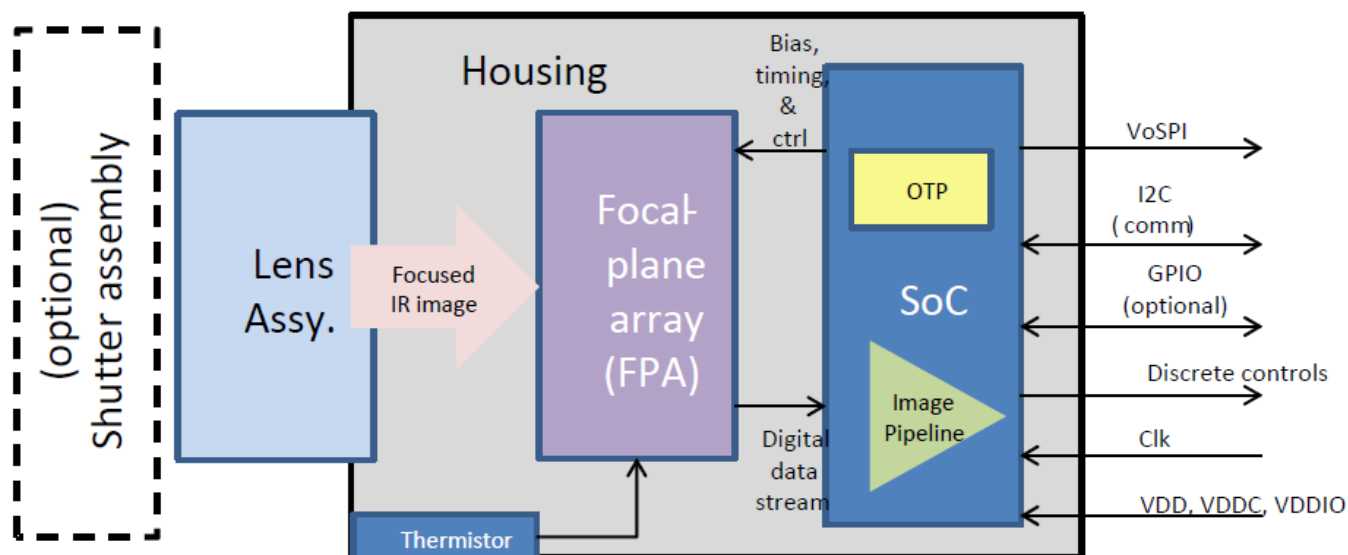 (optional)
Shutter assembly
Lens
Assy.
Housing
Focused
IR image
Focal-
plane
array
(FPA)
Thermistor
Bias,
timing,
&
ctrl
Digital
data
stream
OTP
SoC
Image
Pipeline
VoSPI
I2C
( comm)
GPIO
(optional)
Discrete controls
Clk
VDD, VDDC, VDDIO